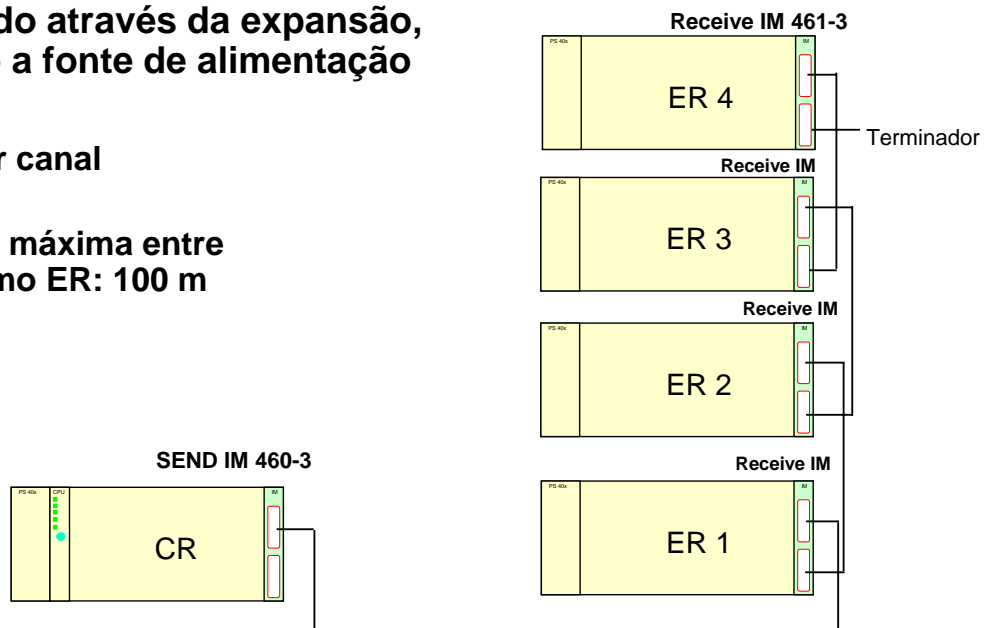 do através da expansão,
a fonte de alimentação
r canal
máxima entre
no ER: 100 m
Receive IM 461-3
PS 40x
IM
ER 4
Terminador
Receive IM
PS 40x
IM
ER 3
Receive IM
PS 40x
IM
ER 2
SEND IM 460-3
PS 40x
CPU
IM
CR
Receive IM
PS 40x
IM
ER 1